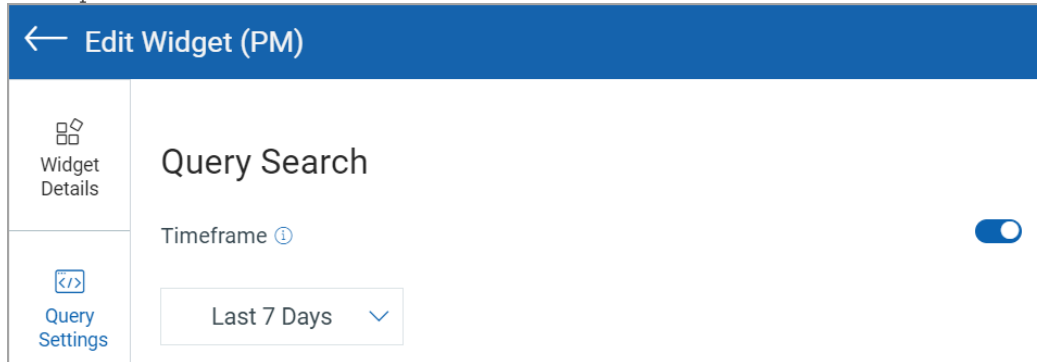 Edit Widget (PM)
Widget
Details
Query Search
Timeframe
Query
Settings
Last 7 Days